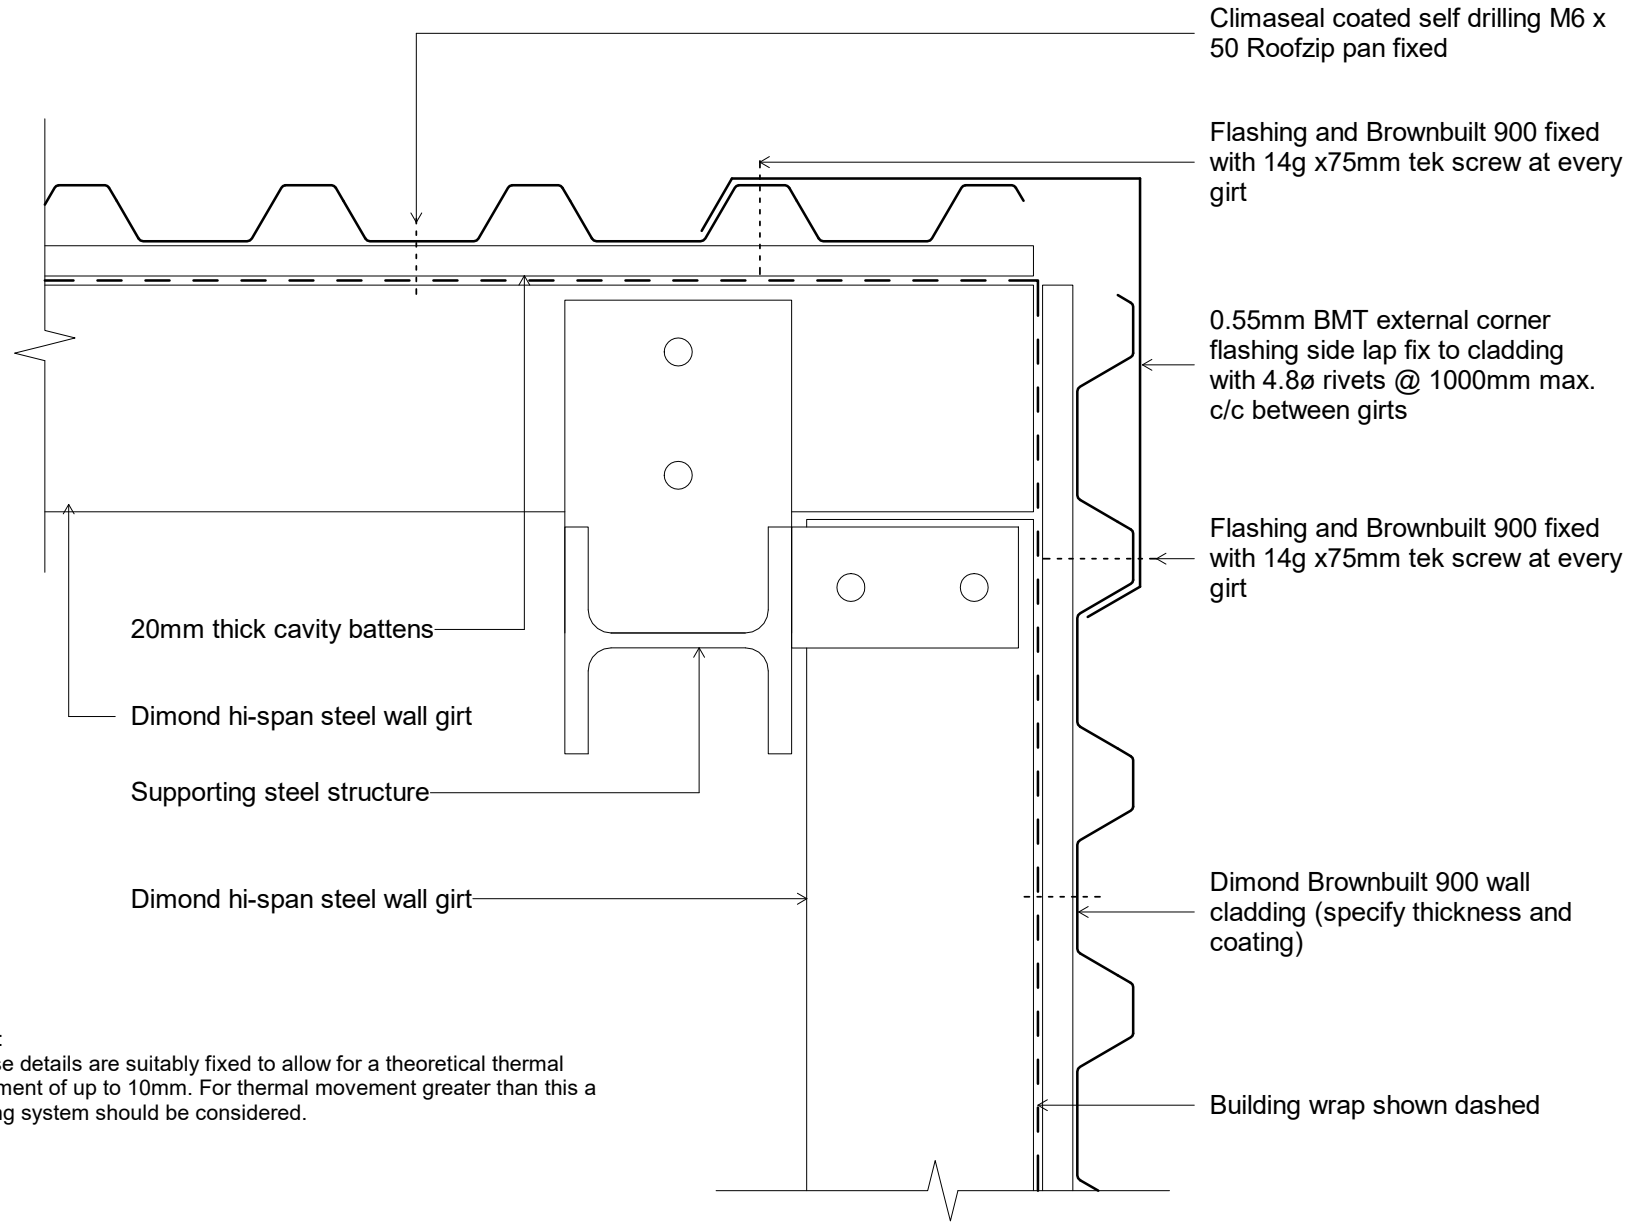 Climaseal coated self drilling M6 x
50 Roofzip pan fixed
Flashing and Brownbuilt 900 fixed
with 14g x75mm tek screw at every
girt
0.55mm BMT external corner
flashing side lap fix to cladding
with 4.8ø rivets @ 1000mm max.
c/c between girts
Flashing and Brownbuilt 900 fixed
with 14g x75mm tek screw at every
girt
20mm thick cavity battens
Dimond hi-span steel wall girt
Supporting steel structure
Dimond hi-span steel wall girt
Dimond Brownbuilt 900 wall
cladding (specify thickness and
coating)
:
se details are suitably fixed to allow for a theoretical thermal
ment of up to 10mm. For thermal movement greater than this a
ng system should be considered.
Building wrap shown dashed